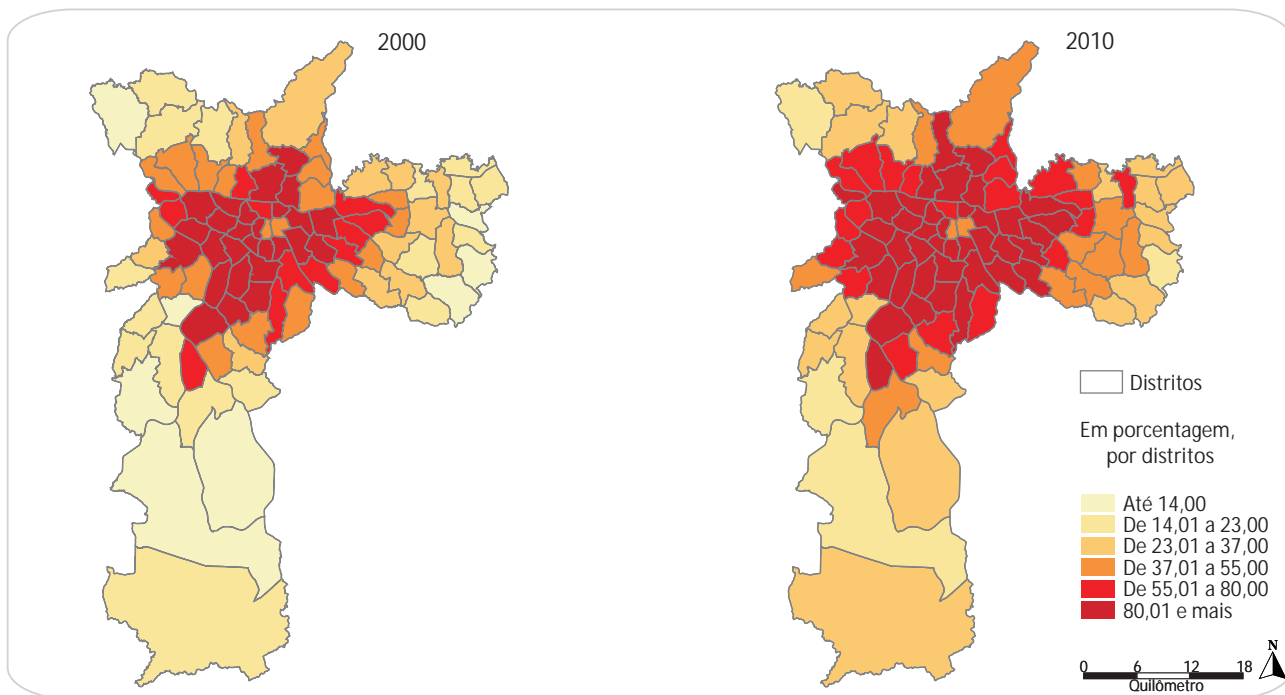 2000
2010
Distritos
Em porcentagem,
por distritos
Até 14,00
De 14,01 a 23,00
De 23,01 a 37,00
De 37,01 a 55,00
De 55,01 a 80,00
80,01 e mais
N
0 6 12 18
Quilômetro